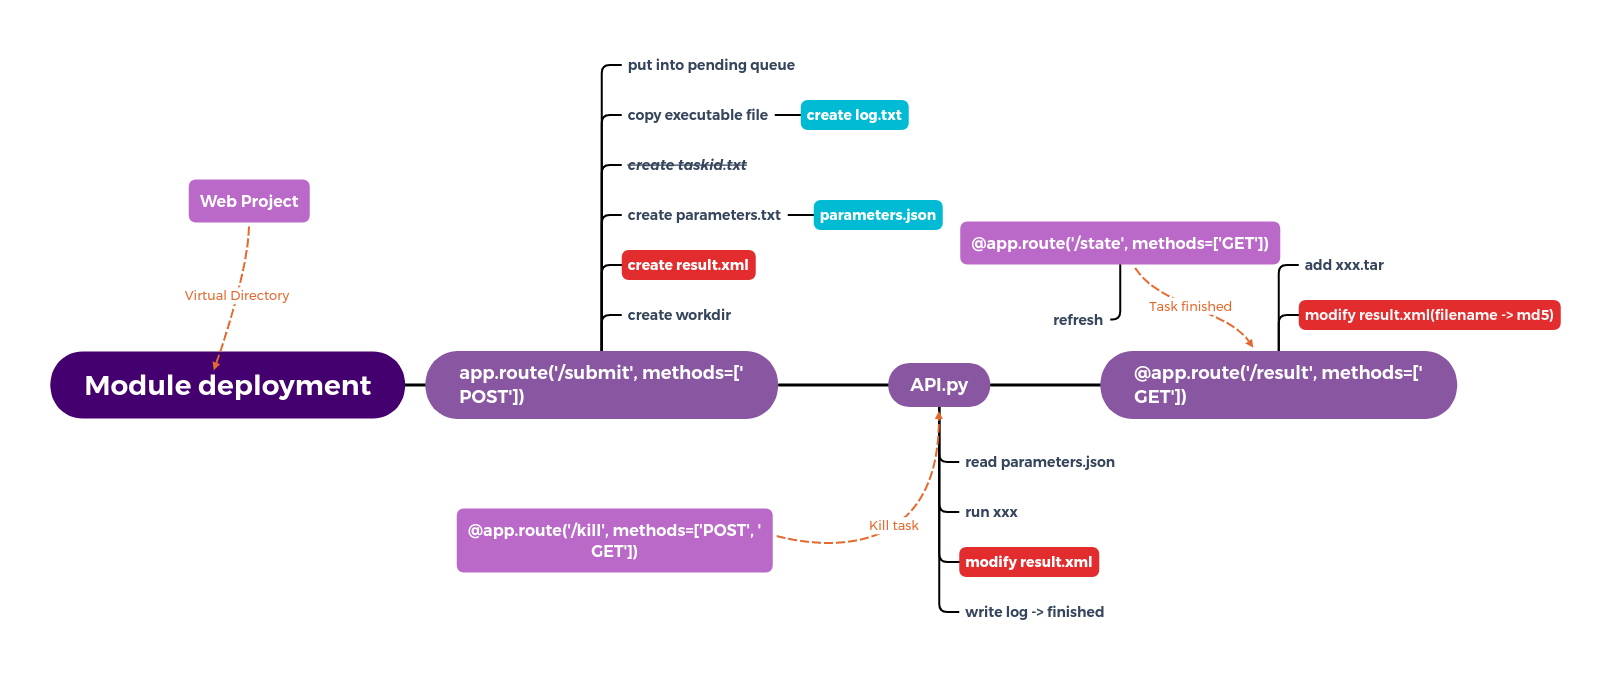 put into pending queue
copy executable file
create log.txt
create taskid.txt
create parameters.txt
parameters.json
create result.xml
create workdir
Web Project
Virtual Directory
Module deployment
app.route('/submit', methods=['
POST'])
@app.route('/state', methods=['GET'])
refresh
Task finished
add xxx.tar
modify result.xml(filename -> md5)
API.py
@app.route('/result', methods=['
GET'])
read parameters.json
run xxx
modify result.xml
write log -> finished
@app.route('/kill', methods=['POST', '
GET'])
Kill task